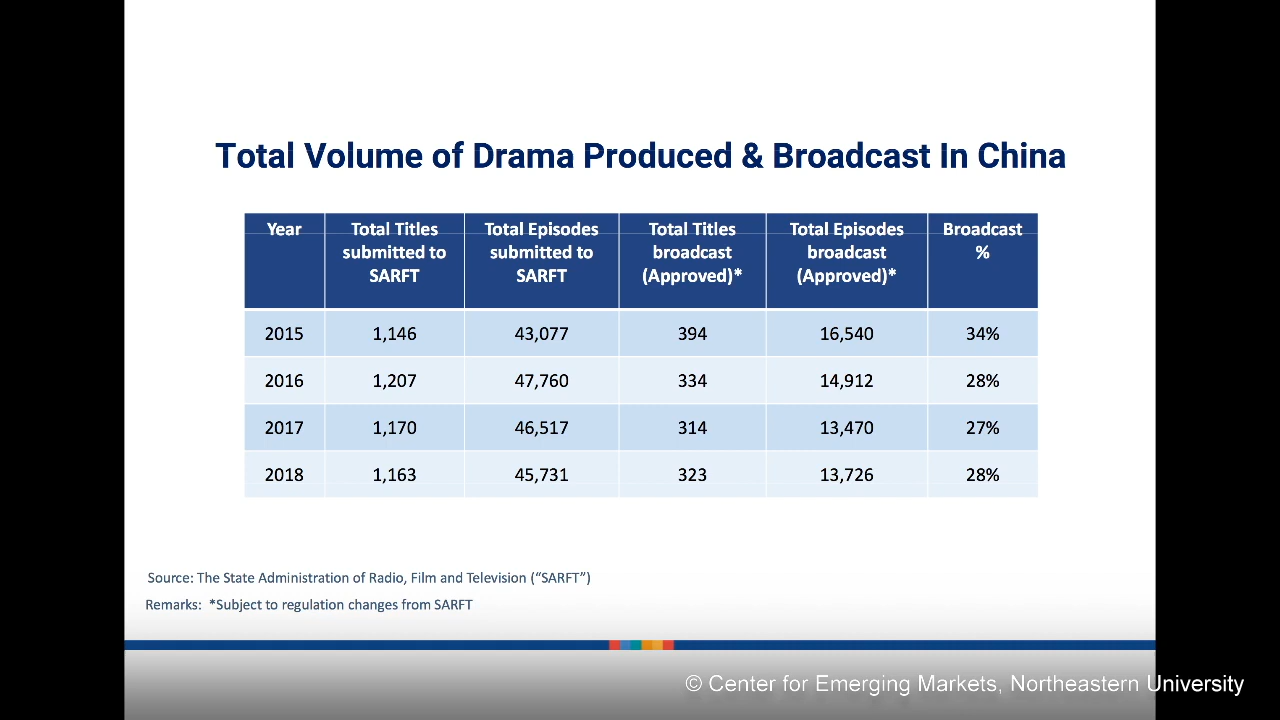 Total Volume of Drama Produced & Broadcast In China
Year
Total Titles
submitted to
SARFT
Total Episodes
submitted to
SARFT
Total Titles
broadcast
(Approved)*
Total Episodes
broadcast
(Approved)*
Broadcast
%
2015 1,146 43,077 394 16,540 34%
2016 1,207 47,760 334 14,912 28%
2017 1,170 46,517 314 13,470 27%
2018 1,163 45,731 323 13,726 28%
Source: The State Administration of Radio, Film and Television (“SARFT”)
Remarks: *Subject to regulation changes from SARFT
© Center for Emerging Markets, Northeastern University